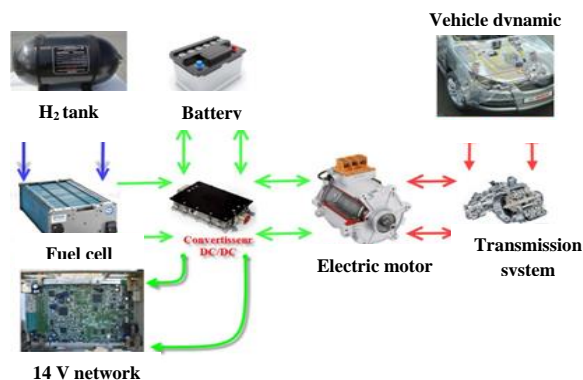 Vehicle dynamic
H₂ tank
Battery
Fuel cell
Convertisseur
DC/DC
Electric motor
Transmission
system
14 V network